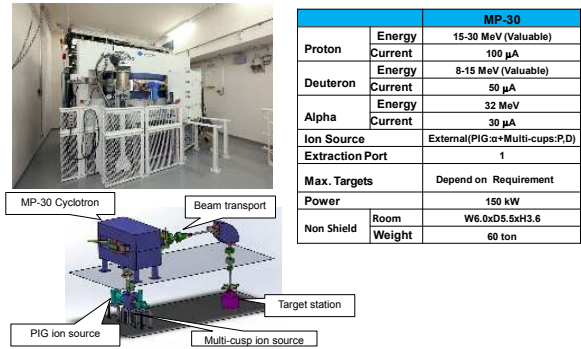 MP-30
Proton Energy 15-30 MeV (Valuable)
Current 100 μA
Deuteron Energy 8-15 MeV (Valuable)
Current 50 μA
Alpha Energy 32 MeV
Current 30 μA
Ion Source External(PIG:α+Multi-cups:P,D)
Extraction Port 1
Max. Targets Depend on Requirement
Power 150 kW
Non Shield Room W6.0xD5.5xH3.6
Weight 60 ton
MP-30 Cyclotron
Beam transport
Target station
PIG ion source
Multi-cusp ion source